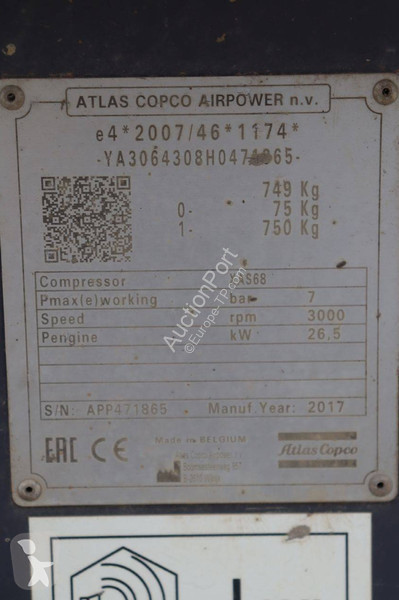 ATLAS COPCO AIRPOWER n.v.
e4*2007/46*1174*
-YA3064308H0471865-
749 Kg
0- 75 Kg
1- 750 Kg
Compressor XAS68
Pmax(e)working bar 7
Speed rpm 3000
Pengine kW 26,5
S/N: APP471865 Manuf.Year: 2017
EAC CE
Made in BELGIUM
Atlas Copco
AuctionPort
©Europe-TP.com